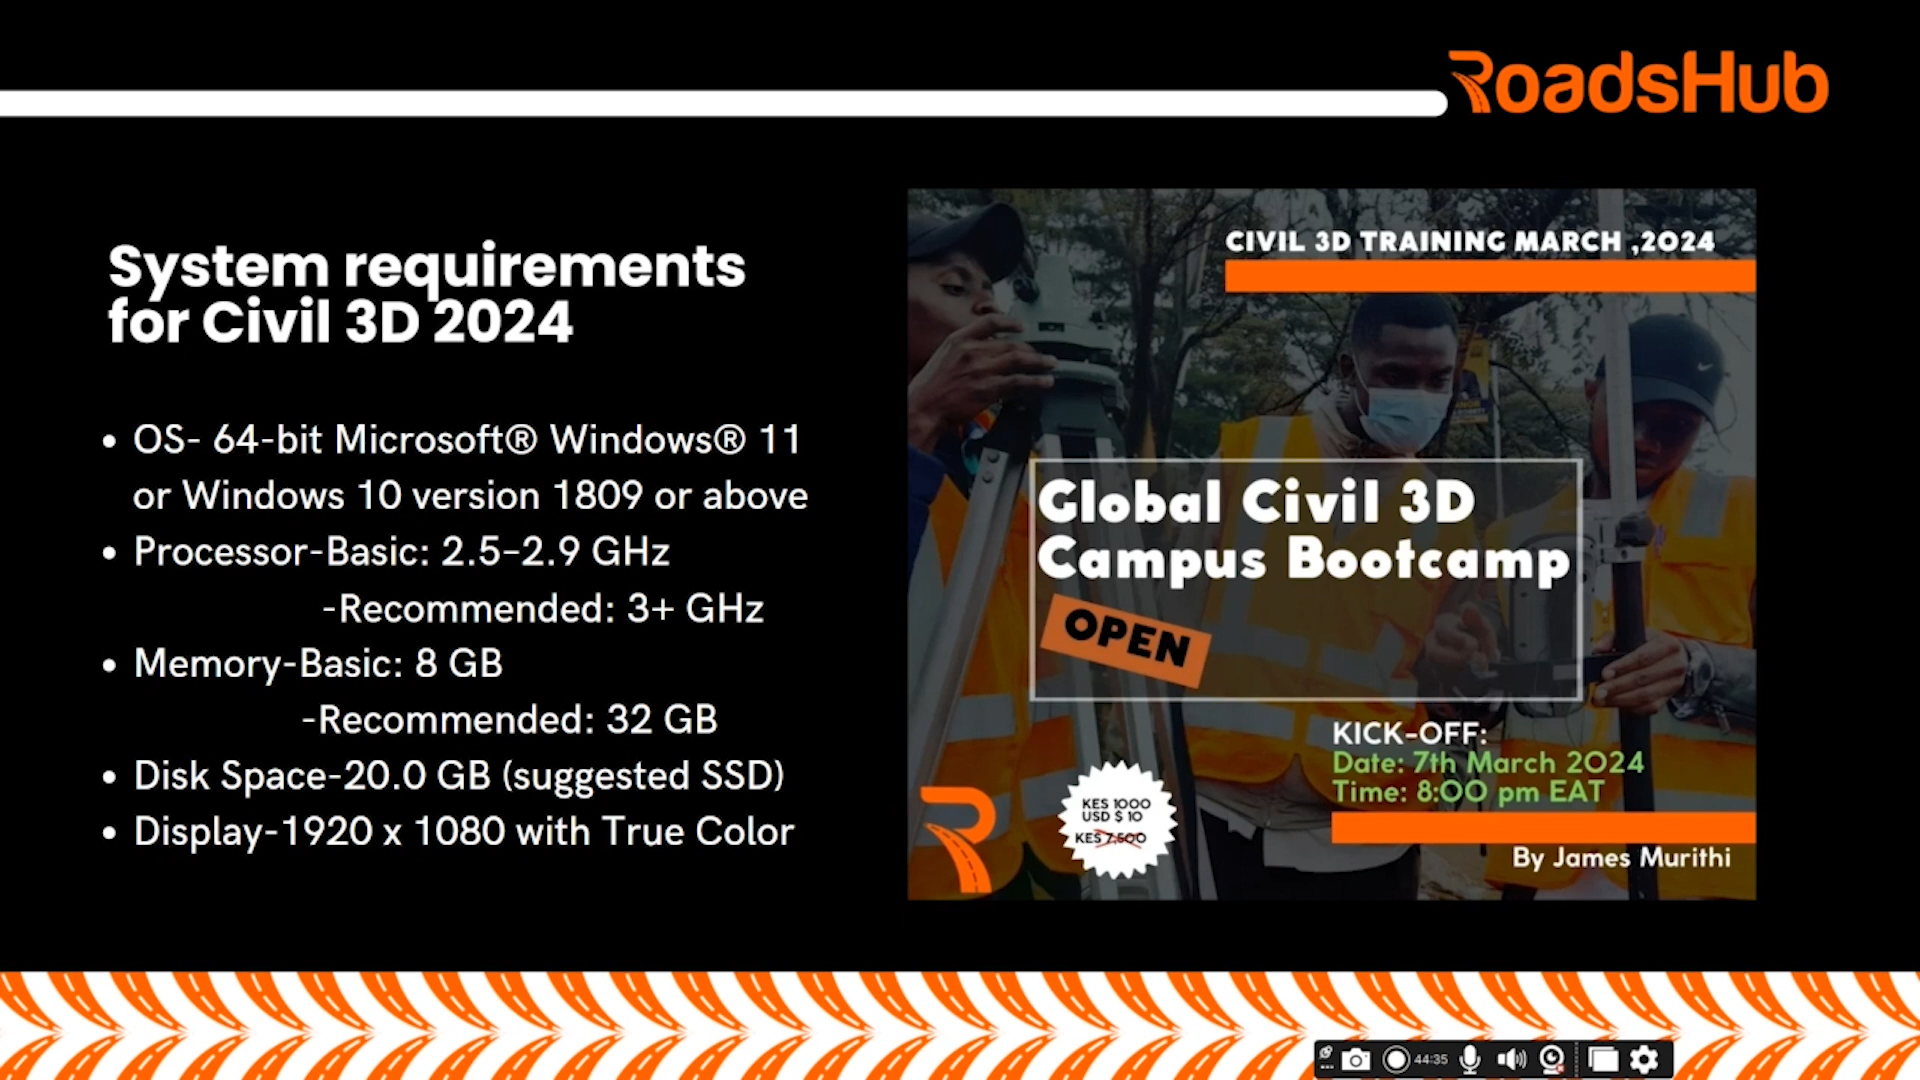 RoadsHub
System requirements
for Civil 3D 2024
• OS- 64-bit Microsoft® Windows® 11
or Windows 10 version 1809 or above
• Processor-Basic: 2.5–2.9 GHz
-Recommended: 3+ GHz
• Memory-Basic: 8 GB
-Recommended: 32 GB
• Disk Space-20.0 GB (suggested SSD)
• Display-1920 x 1080 with True Color
CIVIL 3D TRAINING MARCH ,2024
Global Civil 3D
Campus Bootcamp
OPEN
KICK-OFF:
Date: 7th March 2024
Time: 8:00 pm EAT
KES 1000
USD $ 10
KES 7,500
By James Murithi
44:35